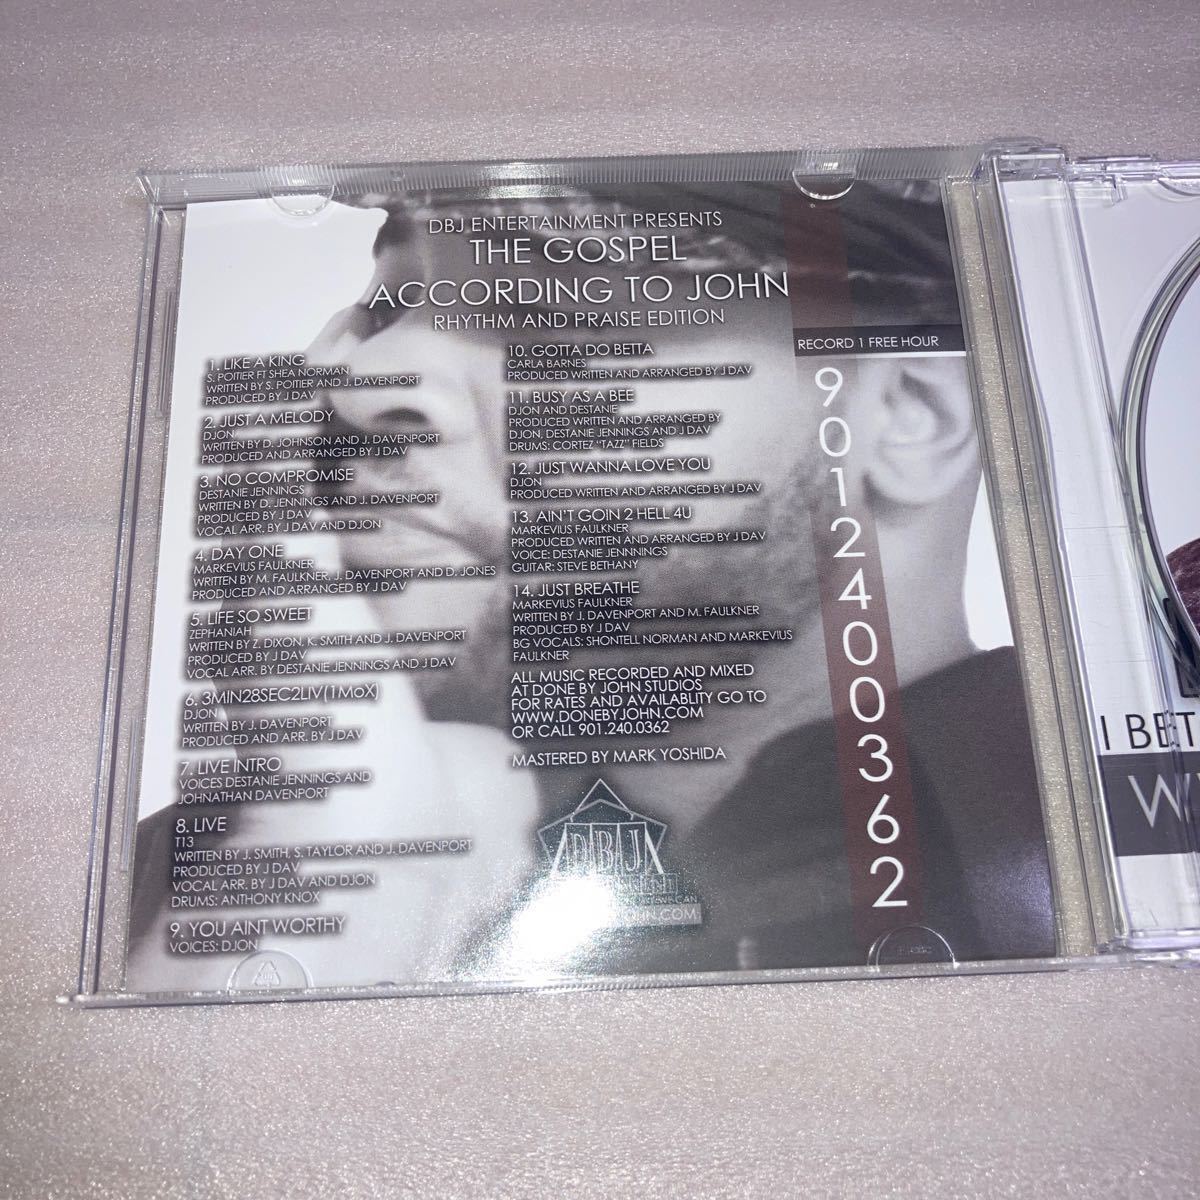 DBJ ENTERTAINMENT PRESENTS
THE GOSPEL
ACCORDING TO JOHN
RHYTHM AND PRAISE EDITION
1. LIKE A KING
S. POITIER FT SHEA NORMAN
WRITTEN BY S. POITIER AND J. DAVENPORT
PRODUCED BY J DAV
2. JUST A MELODY
DJON
WRITTEN BY D. JOHNSON AND J. DAVENPORT
PRODUCED AND ARRANGED BY J DAV
3. NO COMPROMISE
DESTANIE JENNINGS
WRITTEN BY D. JENNINGS AND J. DAVENPORT
PRODUCED BY J DAV
VOCAL ARR. BY J DAV AND DJON
4. DAY ONE
MARKEVIUS FAULKNER
WRITTEN BY M. FAULKNER, J. DAVENPORT AND D. JONES
PRODUCED AND ARRANGED BY J DAV
5. LIFE SO SWEET
ZEPHANIAH
WRITTEN BY Z. DIXON, K. SMITH AND J. DAVENPORT
PRODUCED BY J DAV
VOCAL ARR. BY DESTANIE JENNINGS AND J DAV
6. 3MIN28SEC2LIV(1MoX)
DJON
WRITTEN BY J. DAVENPORT
PRODUCED AND ARR. BY J DAV
7. LIVE INTRO
VOICES DESTANIE JENNINGS AND
JOHNATHAN DAVENPORT
8. LIVE
T13
WRITTEN BY J. SMITH, S. TAYLOR AND J. DAVENPORT
PRODUCED BY J DAV
VOCAL ARR. BY J DAV AND DJON
DRUMS: ANTHONY KNOX
9. YOU AINT WORTHY
VOICES: DJON
10. GOTTA DO BETTA
CARLA BARNES
PRODUCED WRITTEN AND ARRANGED BY J DAV
11. BUSY AS A BEE
DJON AND DESTANIE
PRODUCED WRITTEN AND ARRANGED BY
DJON, DESTANIE JENNINGS AND J DAV
DRUMS: CORTEZ "TAZZ" FIELDS
12. JUST WANNA LOVE YOU
DJON
PRODUCED WRITTEN AND ARRANGED BY J DAV
13. AIN'T GOIN 2 HELL 4U
MARKEVIUS FAULKNER
PRODUCED WRITTEN AND ARRANGED BY J DAV
VOICE: DESTANIE JENNNINGS
GUITAR: STEVE BETHANY
14. JUST BREATHE
MARKEVIUS FAULKNER
WRITTEN BY J. DAVENPORT AND M. FAULKNER
PRODUCED BY J DAV
BG VOCALS: SHONTELL NORMAN AND MARKEVIUS
FAULKNER
ALL MUSIC RECORDED AND MIXED
AT DONE BY JOHN STUDIOS
FOR RATES AND AVAILABLITY GO TO
WWW.DONEBYJOHN.COM
OR CALL 901.240.0362
MASTERED BY MARK YOSHIDA
DBJ
CAN
JOHN.COM
RECORD 1 FREE HOUR
9012400362
I BET